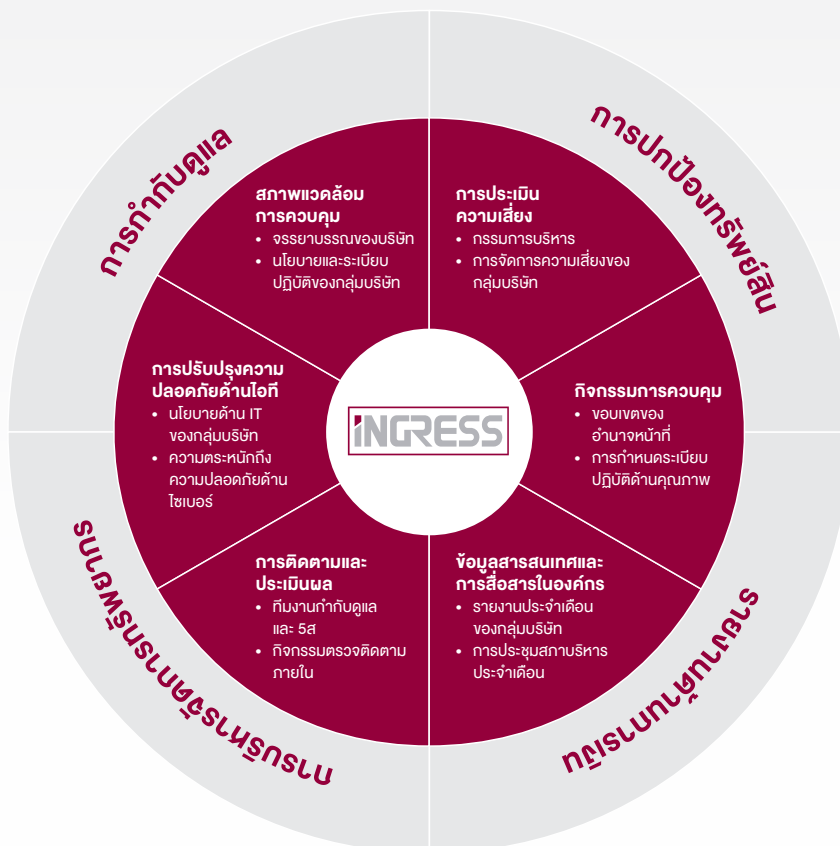 การกำกับดูแล
การปกป้องทรัพย์สิน
สภาพแวดล้อม
การควบคุม
• จรรยาบรรณของบริษัท
• นโยบายและระเบียบ
ปฏิบัติของกลุ่มบริษัท
การประเมิน
ความเสี่ยง
• กรรมการบริหาร
• การจัดการความเสี่ยงของ
กลุ่มบริษัท
การปรับปรุงความ
ปลอดภัยด้านไอที
• นโยบายด้าน IT
ของกลุ่มบริษัท
• ความตระหนักถึง
ความปลอดภัยด้าน
ไซเบอร์
INGRESS
กิจกรรมการควบคุม
• ขอบเขตของ
อำนาจหน้าที่
• การกำหนดระเบียบ
ปฏิบัติด้านคุณภาพ
การติดตามและ
ประเมินผล
• ทีมงานกำกับดูแล
และ 5ส
• กิจกรรมตรวจติดตาม
ภายใน
ข้อมูลสารสนเทศและ
การสื่อสารในองค์กร
• รายงานประจำเดือน
ของกลุ่มบริษัท
• การประชุมสภาบริหาร
ประจำเดือน
การบริหารจัดการทรัพยากร
รายงานด้านการเงิน